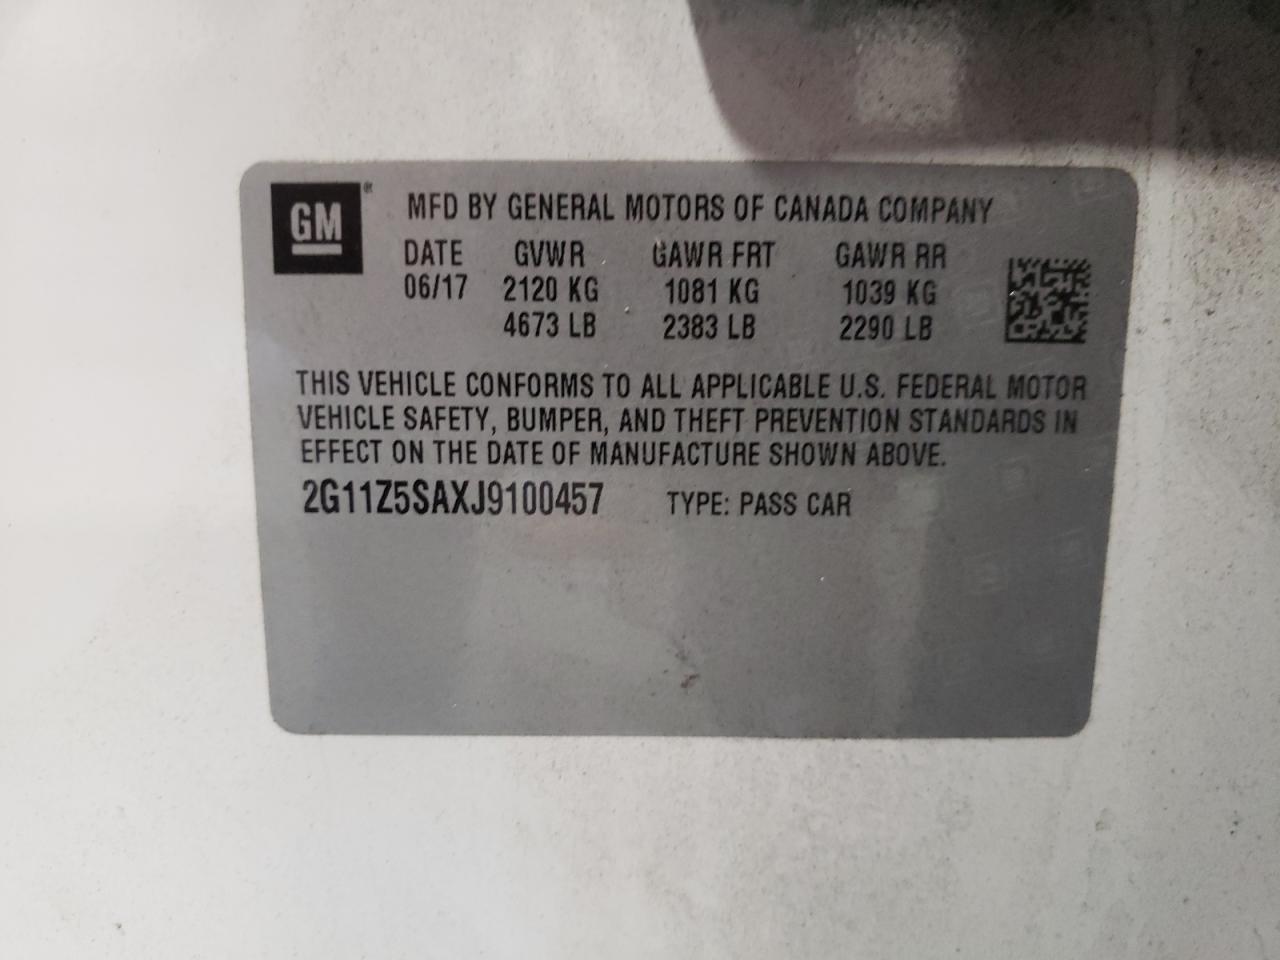 GM®
MFD BY GENERAL MOTORS OF CANADA COMPANY
DATE GVWR GAWR FRT GAWR RR
06/17 2120 KG 1081 KG 1039 KG
4673 LB 2383 LB 2290 LB
THIS VEHICLE CONFORMS TO ALL APPLICABLE U.S. FEDERAL MOTOR
VEHICLE SAFETY, BUMPER, AND THEFT PREVENTION STANDARDS IN
EFFECT ON THE DATE OF MANUFACTURE SHOWN ABOVE.
2G11Z5SAXJ9100457 TYPE: PASS CAR